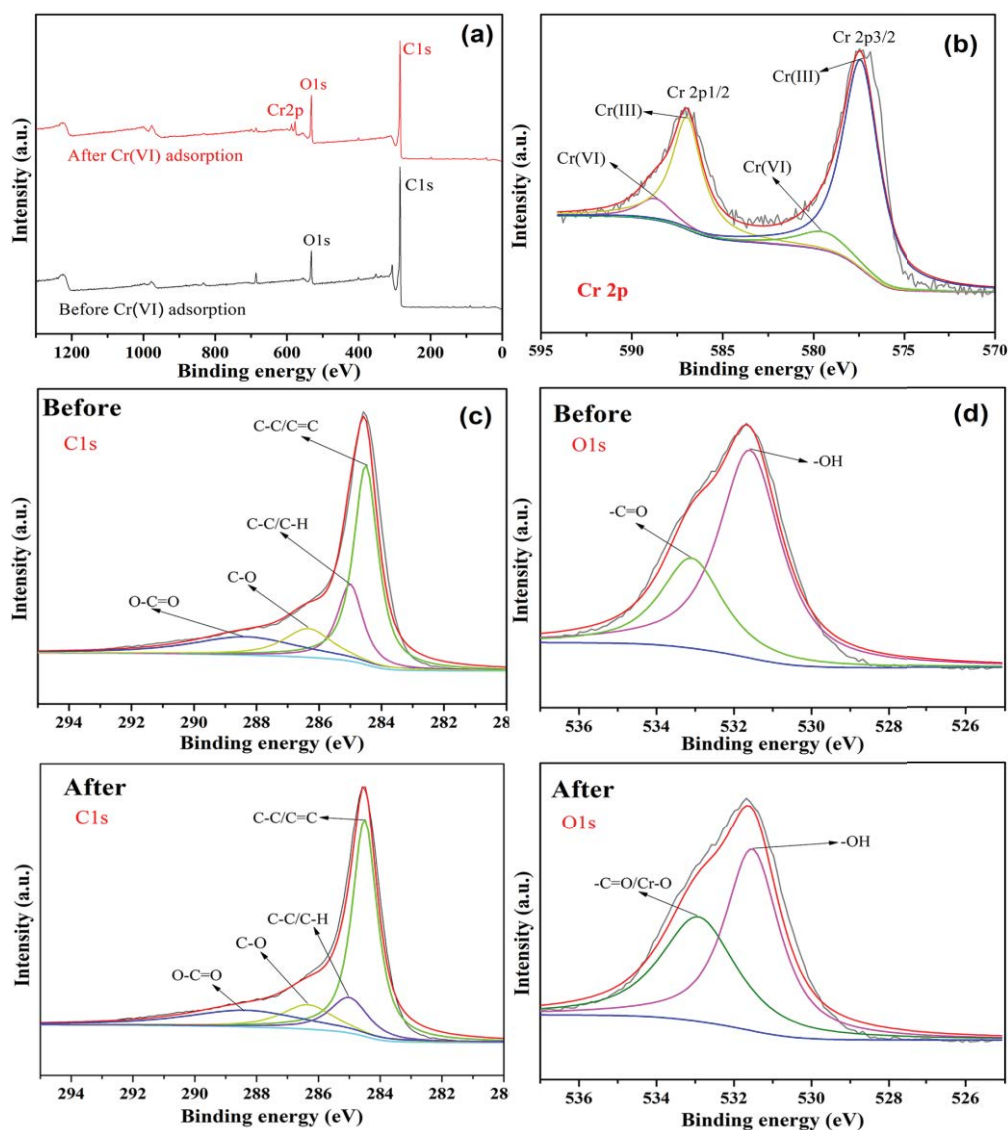 (a)
C1s
O1s
Cr2p
After Cr(VI) adsorption
C1s
O1s
Before Cr(VI) adsorption
Intensity (a.u.)
1200 1000 800 600 400 200 0
Binding energy (eV)
(b)
Cr 2p3/2
Cr(III)
Cr 2p1/2
Cr(III)
Cr(VI)
Cr(VI)
Cr 2p
Intensity (a.u.)
595 590 585 580 575 570
Binding energy (eV)
Before
(c)
C1s
C-C/C=C
C-C/C-H
C-O
O-C=O
Intensity (a.u.)
294 292 290 288 286 284 28
Binding energy (eV)
Before
(d)
O1s
-OH
-C=O
Intensity (a.u.)
536 534 532 530 528 526
Binding energy (eV)
After
C1s
C-C/C=C
C-C/C-H
C-O
O-C=O
Intensity (a.u.)
294 292 290 288 286 284 28
Binding energy (eV)
After
O1s
-OH
-C=O/Cr-O
Intensity (a.u.)
536 534 532 530 528 526
Binding energy (eV)